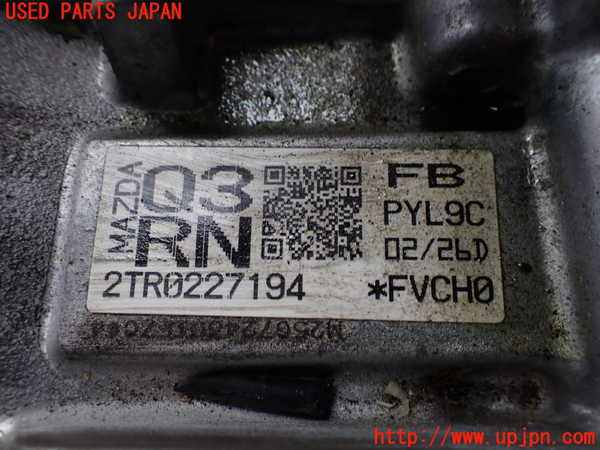 USED PARTS JAPAN
MAZDA
Q3
RN
FB
PYL9C
02/26D
2TR0227194
*FVCH0
http://www.upjpn.com/